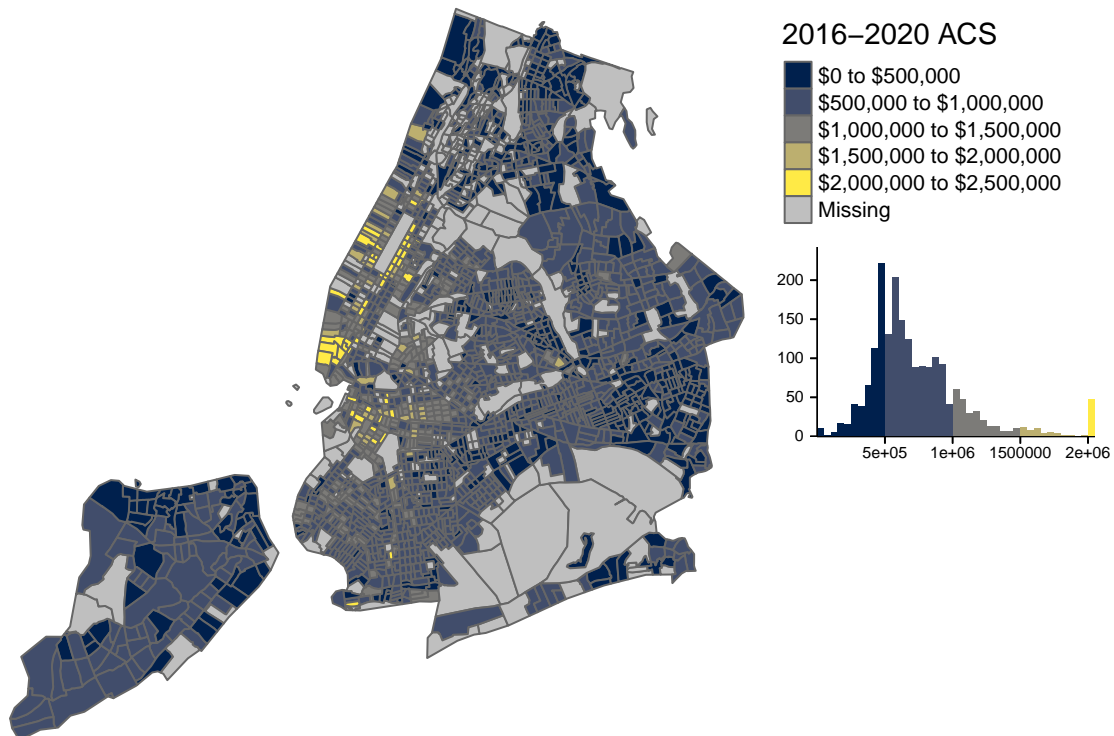 2016–2020 ACS
$0 to $500,000
$500,000 to $1,000,000
$1,000,000 to $1,500,000
$1,500,000 to $2,000,000
$2,000,000 to $2,500,000
Missing
200
150
100
50
0
5e+05 1e+06 1500000 2e+06